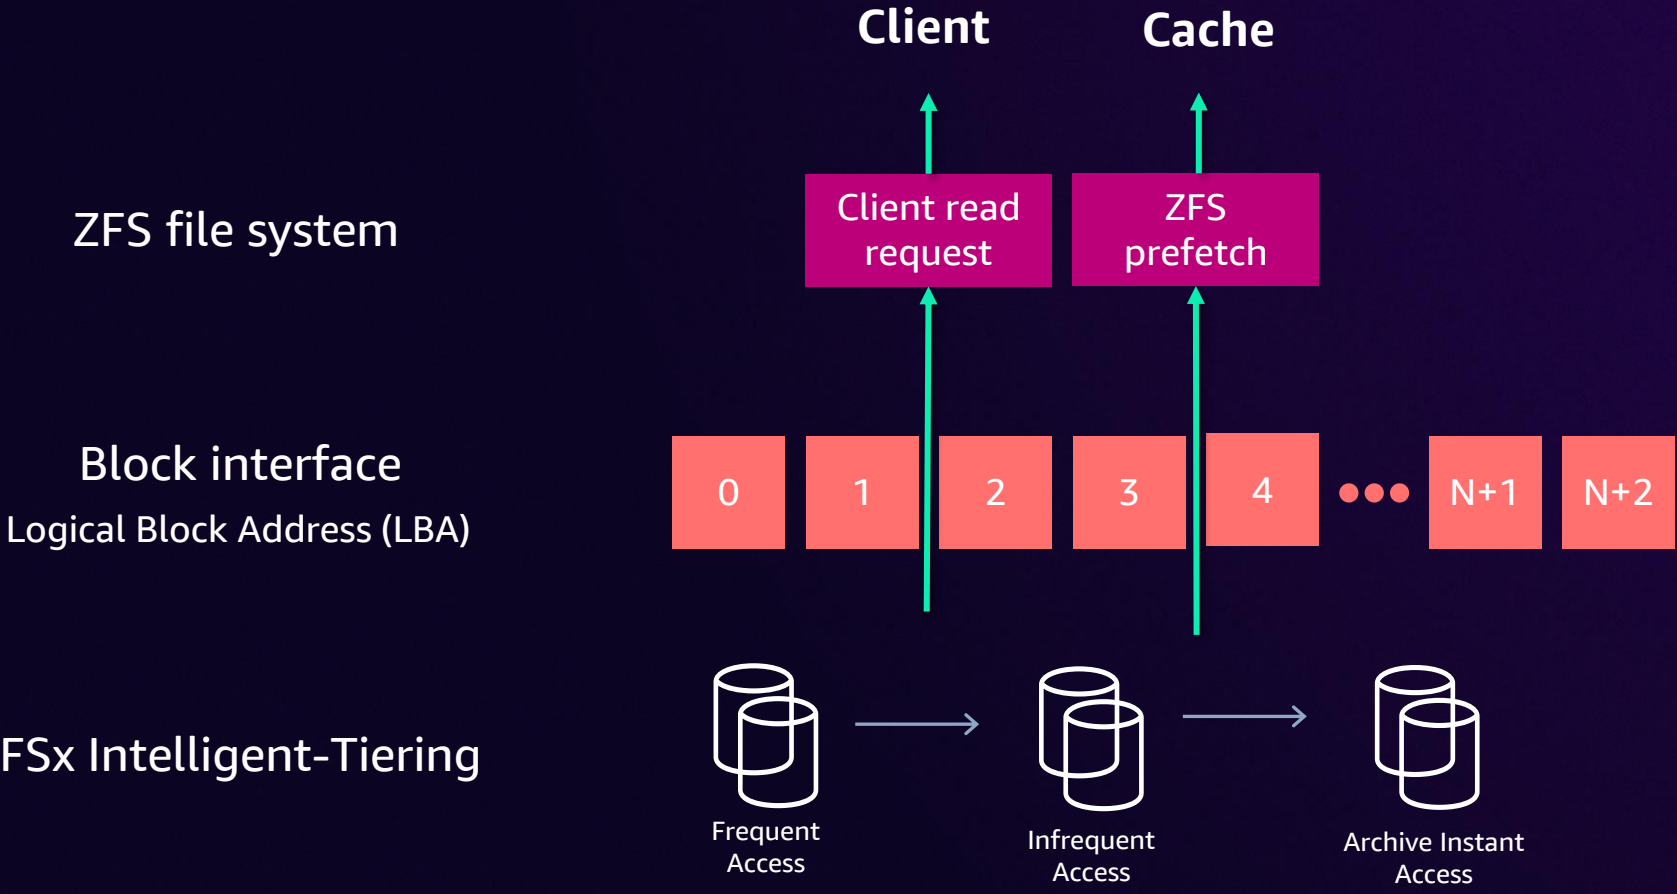 Client
Cache
ZFS file system
Client read
request
ZFS
prefetch
Block interface
Logical Block Address (LBA)
0
1
2
3
4
N+1
N+2
FSx Intelligent-Tiering
Frequent
Access
Infrequent
Access
Archive Instant
Access